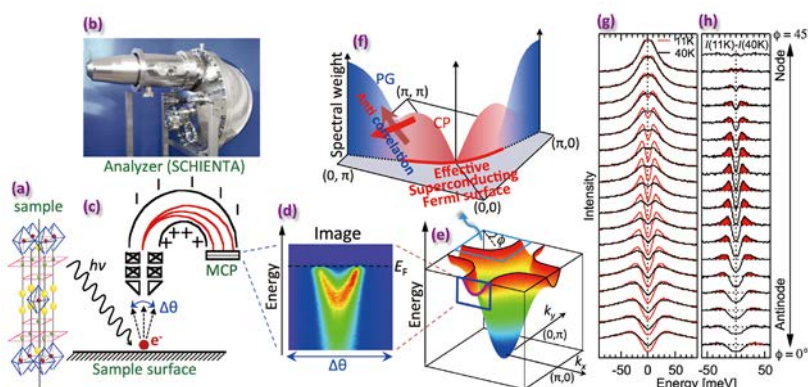 (b)
Analyzer (SCHIENTA)
(a)
sample
(c)
hν
Δθ
e⁻
Sample surface
MCP
(d)
Image
Energy
E_F
Δθ
(f)
Spectral weight
PG
(π, π)
CP
Anti correlation
(0, π)
(π,0)
(0,0)
Effective
Superconducting
Fermi surface
(e)
ϕ
Energy
k_y
(0,π)
k_x
(π,0)
(g)
11K
40K
Intensity
-50 0 50
(h)
I(11K)-I(40K)
-50 0 50
Energy [meV]
ϕ = 45°
Node
Antinode
ϕ = 0°